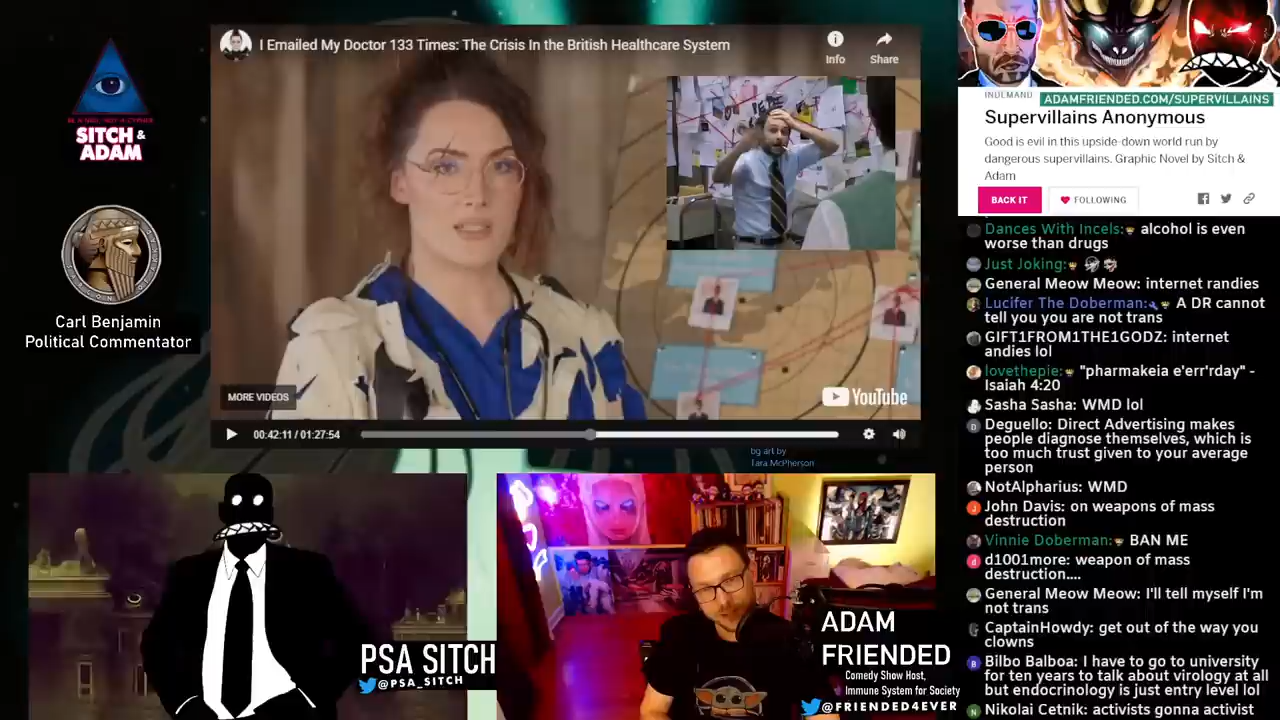 I Emailed My Doctor 133 Times: The Crisis In the British Healthcare System
Info
Share
SITCH &
ADAM
Carl Benjamin
Political Commentator
MORE VIDEOS
YouTube
00:42:11 / 01:27:54
bg art by
Tara McPherson
PSA SITCH
@PSA_SITCH
ADAM
FRIENDED
Comedy Show Host,
Immune System for Society
@FRIENDED4EVER
INDEMAND
ADAMFRIENDED.COM/SUPERVILLAINS
Supervillains Anonymous
Good is evil in this upside-down world run by
dangerous supervillains. Graphic Novel by Sitch &
Adam
BACK IT
FOLLOWING
Dances With Incels: alcohol is even
worse than drugs
Just Joking:
General Meow Meow: internet randies
Lucifer The Doberman: A DR cannot
tell you you are not trans
GIFT1FROM1THE1GODZ: internet
andies lol
lovethepie: "pharmakeia e'err'rday" -
Isaiah 4:20
Sasha Sasha: WMD lol
Deguello: Direct Advertising makes
people diagnose themselves, which is
too much trust given to your average
person
NotAlpharius: WMD
John Davis: on weapons of mass
destruction
Vinnie Doberman: BAN ME
d1001more: weapon of mass
destruction....
General Meow Meow: I'll tell myself I'm
not trans
CaptainHowdy: get out of the way you
clowns
Bilbo Balboa: I have to go to university
for ten years to talk about virology at all
but endocrinology is just entry level lol
Nikolai Cetnik: activists gonna activist